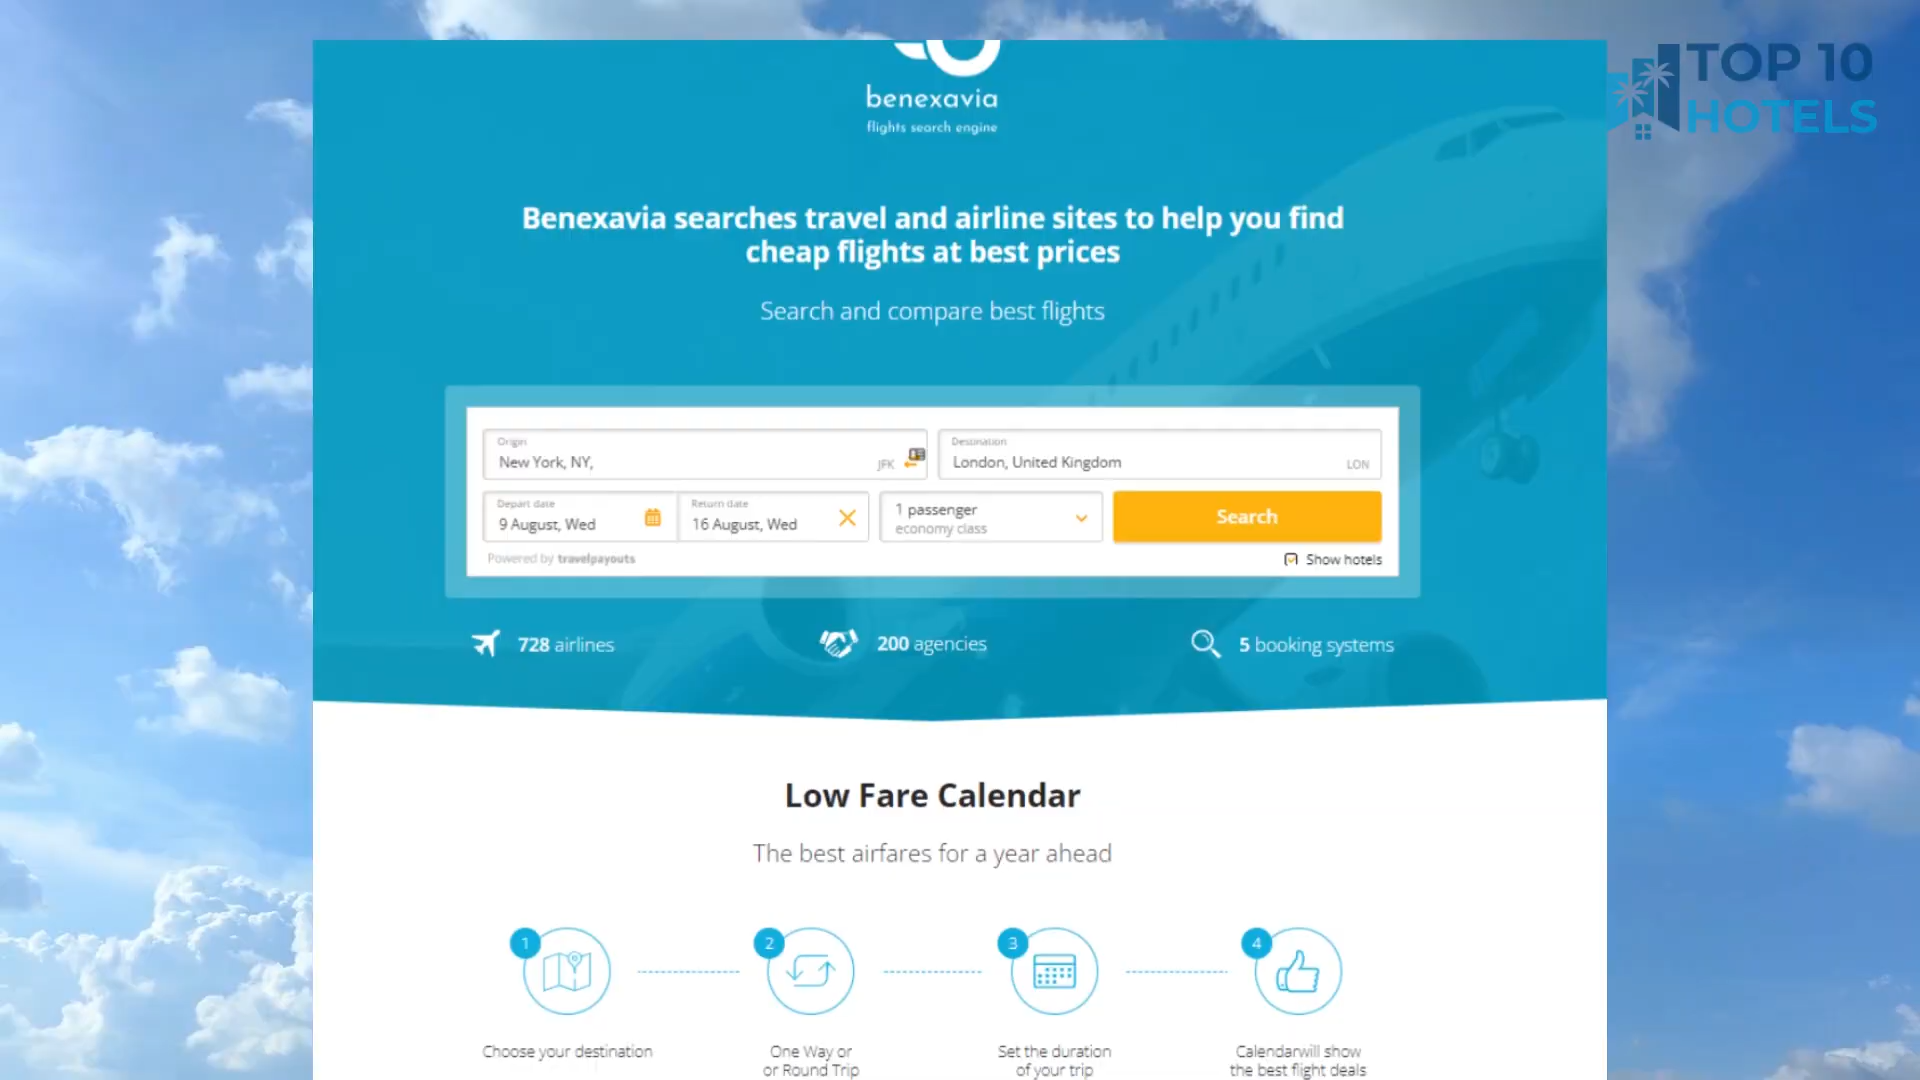 TOP 10
HOTELS
benexavia
flights search engine
Benexavia searches travel and airline sites to help you find
cheap flights at best prices
Search and compare best flights
Origin
New York, NY,
JFK
Destination
London, United Kingdom
LON
Depart date
9 August, Wed
Return date
16 August, Wed
1 passenger
economy class
Search
Powered by travelpayouts
Show hotels
728 airlines
200 agencies
5 booking systems
Low Fare Calendar
The best airfares for a year ahead
1
2
3
4
Choose your destination
One Way or
or Round Trip
Set the duration
of your trip
Calendarwill show
the best flight deals